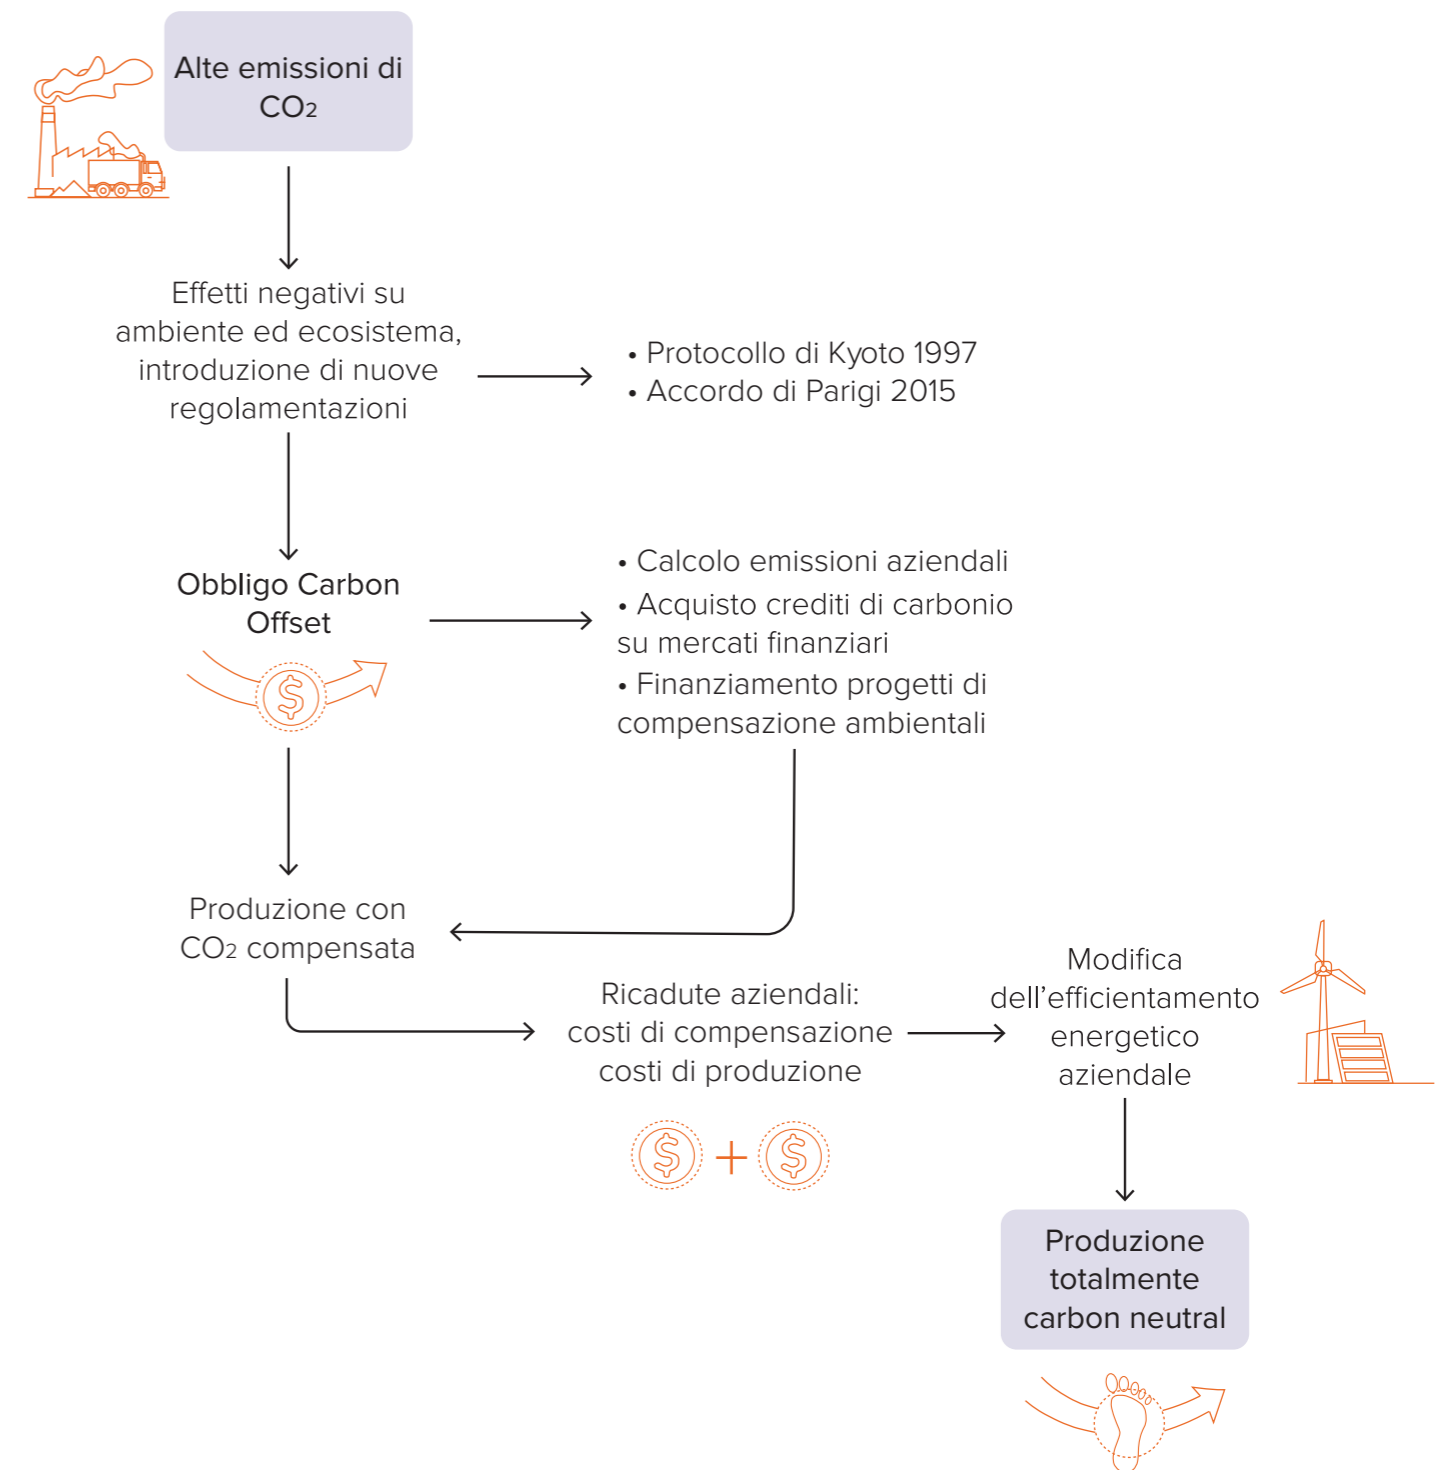 Alte emissioni di
CO₂
Effetti negativi su
ambiente ed ecosistema,
introduzione di nuove
regolamentazioni
• Protocollo di Kyoto 1997
• Accordo di Parigi 2015
Obbligo Carbon
Offset
$
• Calcolo emissioni aziendali
• Acquisto crediti di carbonio
su mercati finanziari
• Finanziamento progetti di
compensazione ambientali
Produzione con
CO₂ compensata
Ricadute aziendali:
costi di compensazione
costi di produzione
$ + $
Modifica
dell’efficientamento
energetico
aziendale
Produzione
totalmente
carbon neutral